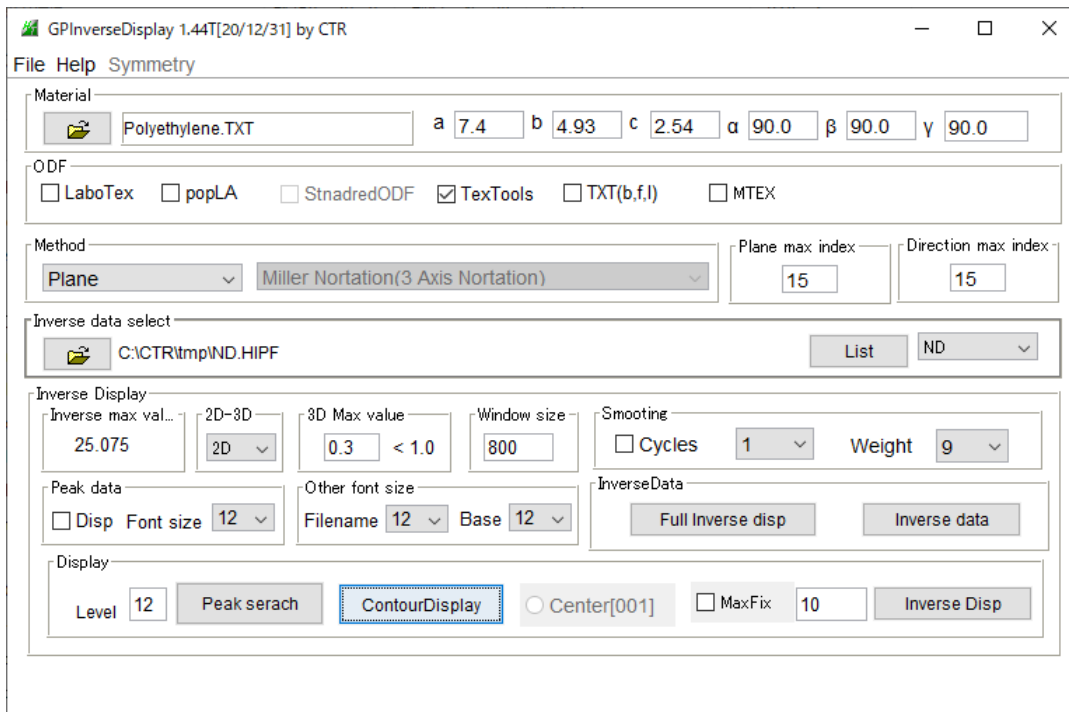 GPInverseDisplay 1.44T[20/12/31] by CTR
File Help Symmetry
Material
Polyethylene.TXT a 7.4 b 4.93 c 2.54 α 90.0 β 90.0 γ 90.0
ODF
LaboTex popLA StnadredODF TexTools TXT(b,f,l) MTEX
Method Plane max index Direction max index
Plane Miller Nortation(3 Axis Nortation) 15 15
Inverse data select
C:\CTR\tmp\ND.HIPF List ND
Inverse Display
Inverse max val... 2D-3D 3D Max value Window size Smooting
25.075 2D 0.3 < 1.0 800 Cycles 1 Weight 9
Peak data Other font size InverseData
Disp Font size 12 Filename 12 Base 12 Full Inverse disp Inverse data
Display
Level 12 Peak serach ContourDisplay Center[001] MaxFix 10 Inverse Disp